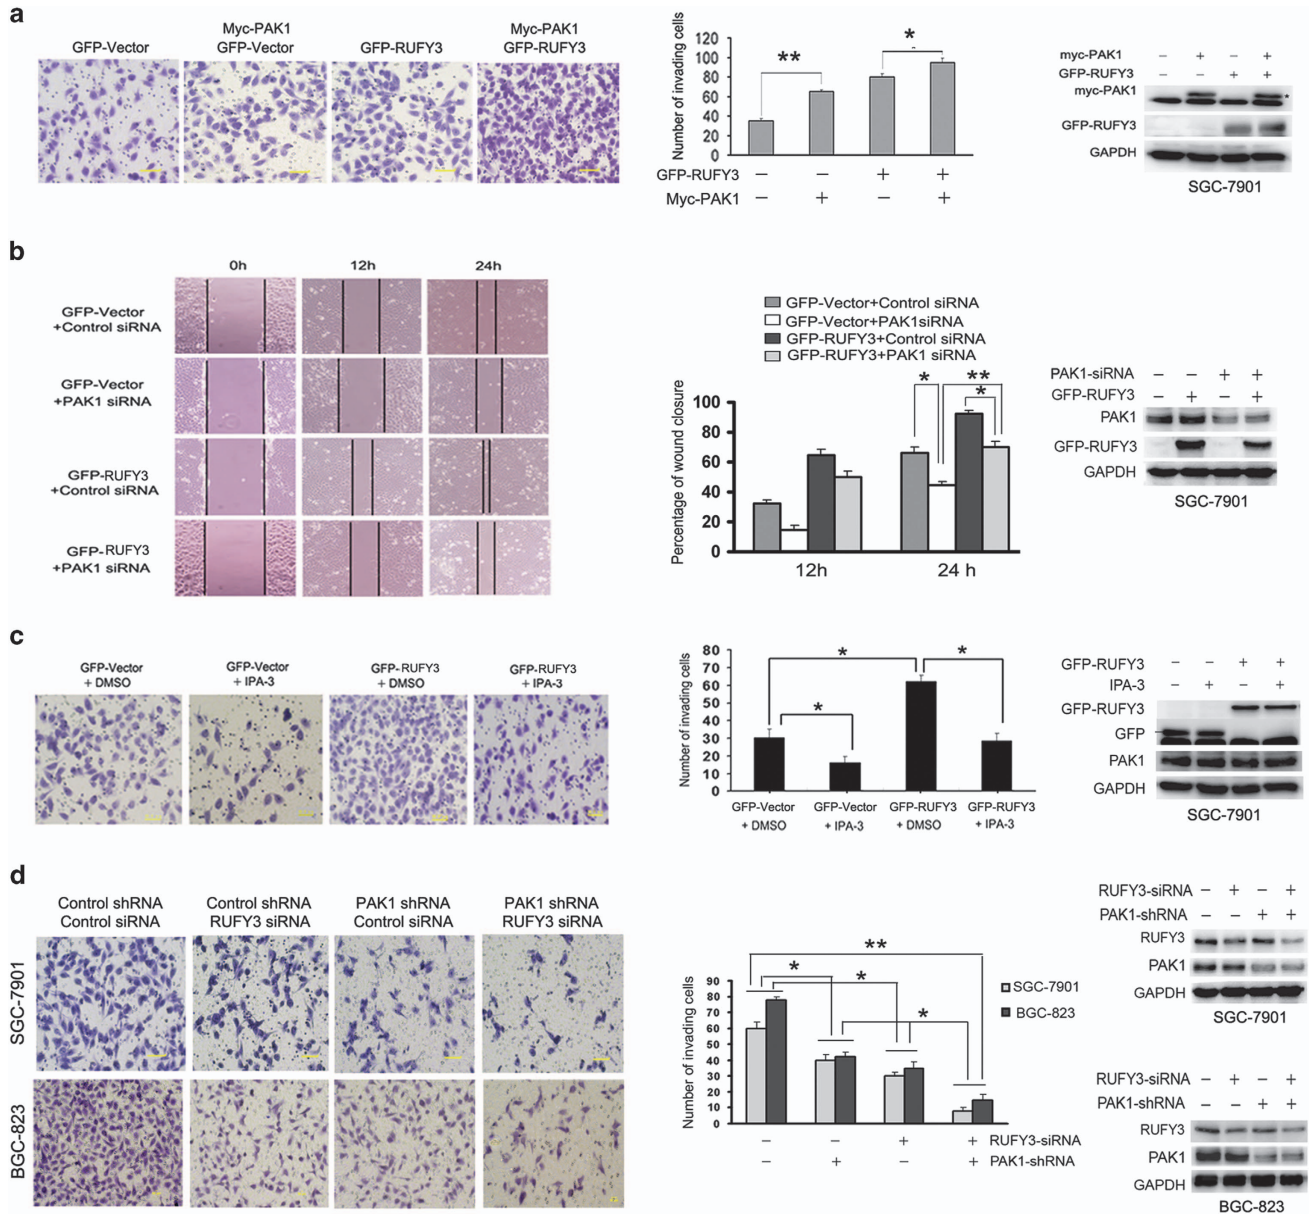 a
GFP-Vector
Myc-PAK1
GFP-Vector
GFP-RUFY3
Myc-PAK1
GFP-RUFY3
Number of invading cells
120
100
80
60
40
20
0
** *
GFP-RUFY3 − − + +
Myc-PAK1 − + − +
myc-PAK1 − + − +
GFP-RUFY3 − − + +
myc-PAK1 *
GFP-RUFY3
GAPDH
SGC-7901
b
0h 12h 24h
GFP-Vector
+Control siRNA
GFP-Vector
+PAK1 siRNA
GFP-RUFY3
+Control siRNA
GFP-RUFY3
+PAK1 siRNA
GFP-Vector+Control siRNA
GFP-Vector+PAK1siRNA
GFP-RUFY3+Control siRNA
GFP-RUFY3+PAK1 siRNA
Percentage of wound closure
100
80
60
40
20
0
* ** *
12h 24 h
PAK1-siRNA − − + +
GFP-RUFY3 − + − +
PAK1
GFP-RUFY3
GAPDH
SGC-7901
c
GFP-Vector
+ DMSO
GFP-Vector
+ IPA-3
GFP-RUFY3
+ DMSO
GFP-RUFY3
+ IPA-3
Number of invading cells
80
70
60
50
40
30
20
10
0
* * *
GFP-Vector
+ DMSO
GFP-Vector
+ IPA-3
GFP-RUFY3
+ DMSO
GFP-RUFY3
+ IPA-3
GFP-RUFY3 − − + +
IPA-3 − + − +
GFP-RUFY3
GFP
PAK1
GAPDH
SGC-7901
d
Control shRNA
Control siRNA
Control shRNA
RUFY3 siRNA
PAK1 shRNA
Control siRNA
PAK1 shRNA
RUFY3 siRNA
SGC-7901
BGC-823
Number of invading cells
90
80
70
60
50
40
30
20
10
0
** * * *
SGC-7901
BGC-823
− − + + RUFY3-siRNA
− + − + PAK1-shRNA
RUFY3-siRNA − + − +
PAK1-shRNA − − + +
RUFY3
PAK1
GAPDH
SGC-7901
RUFY3-siRNA − + − +
PAK1-shRNA − − + +
RUFY3
PAK1
GAPDH
BGC-823